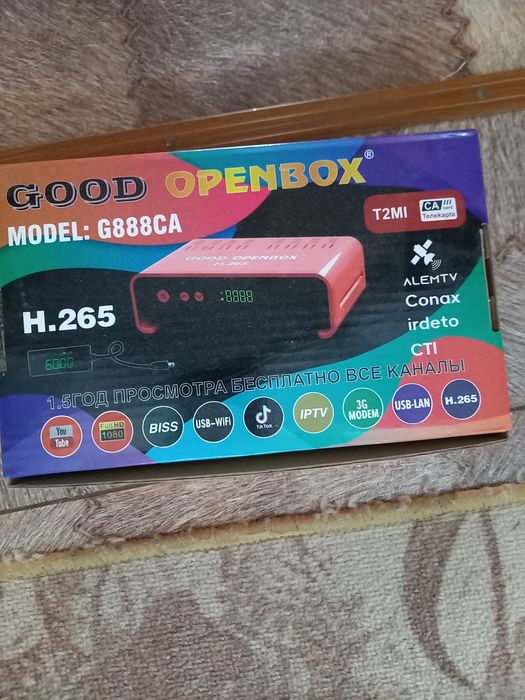 GOOD OPENBOX®
MODEL: G888CA
T2MI CA card Телекарта
GOOD OPENBOX
H.265
8888
ALEMTV
Conax
irdeto
CTI
H.265
6000
1.5ГОД ПРОСМОТРА БЕСПЛАТНО ВСЕ КАНАЛЫ
You Tube
Full HD 1080
BISS
USB-WiFi
TikTok
IPTV
3G MODEM
USB-LAN
H.265